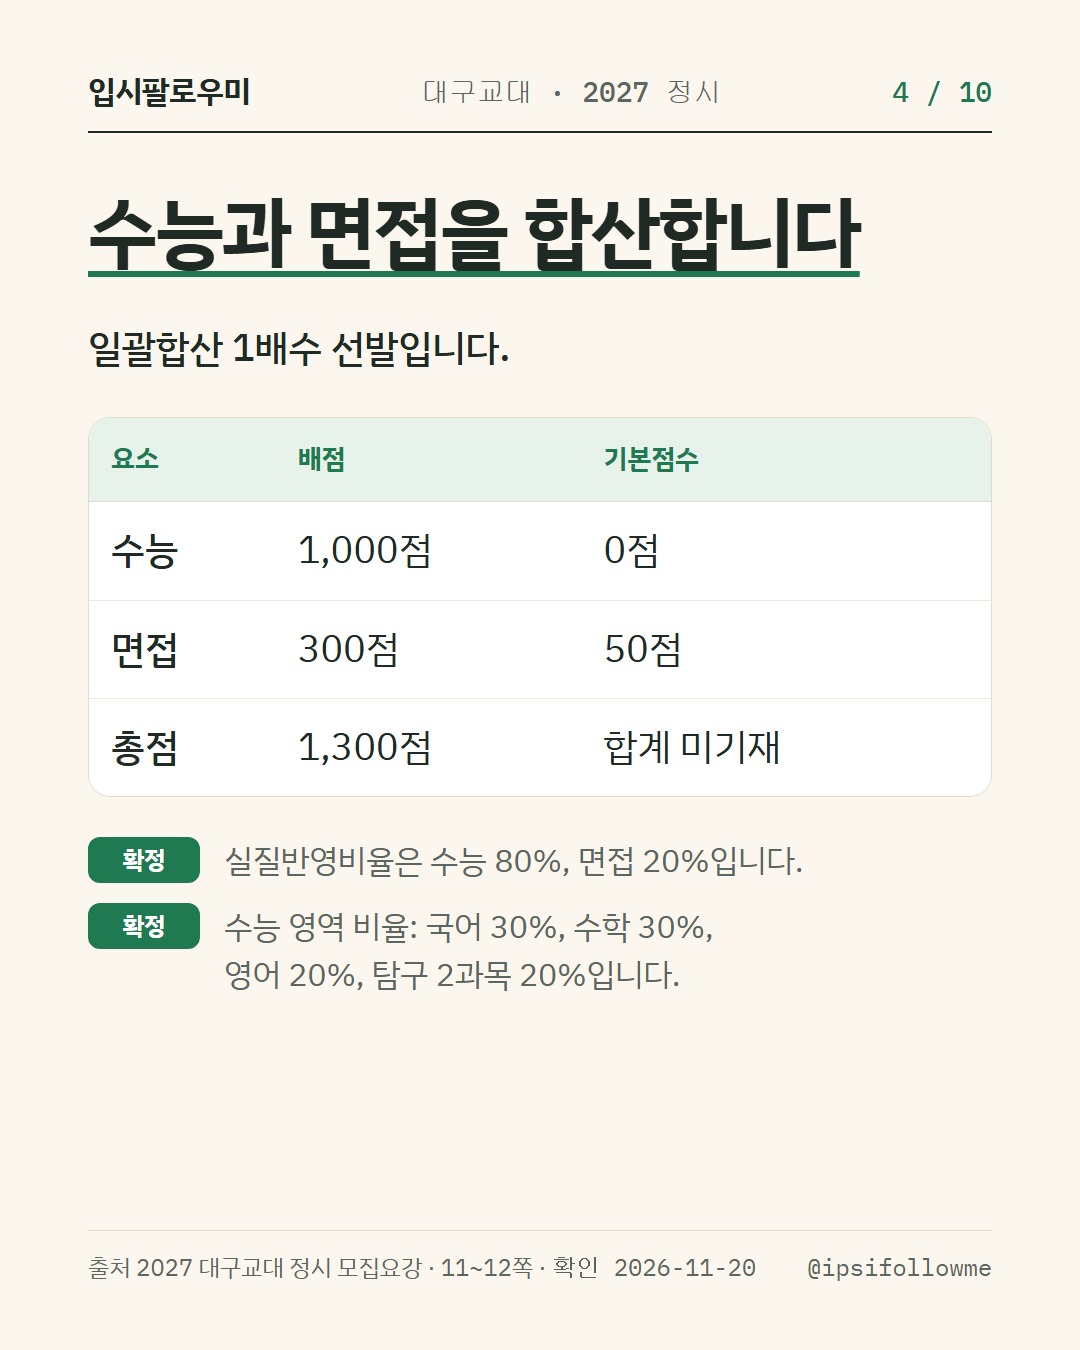 입시팔로우미 대구교대 · 2027 정시 4 / 10
수능과 면접을 합산합니다
일괄합산 1배수 선발입니다.
요소 배점 기본점수
수능 1,000점 0점
면접 300점 50점
총점 1,300점 합계 미기재
확정 실질반영비율은 수능 80%, 면접 20%입니다.
확정 수능 영역 비율: 국어 30%, 수학 30%,
영어 20%, 탐구 2과목 20%입니다.
출처 2027 대구교대 정시 모집요강 · 11~12쪽 · 확인 2026-11-20 @ipsifollowme